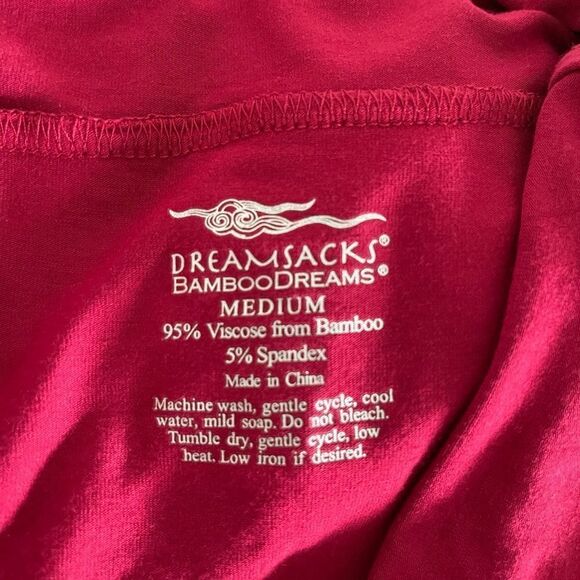 DREAMSACKS®
BAMBOODREAMS®
MEDIUM
95% Viscose from Bamboo
5% Spandex
Made in China
Machine wash, gentle cycle, cool
water, mild soap. Do not bleach.
Tumble dry, gentle cycle, low
heat. Low iron if desired.